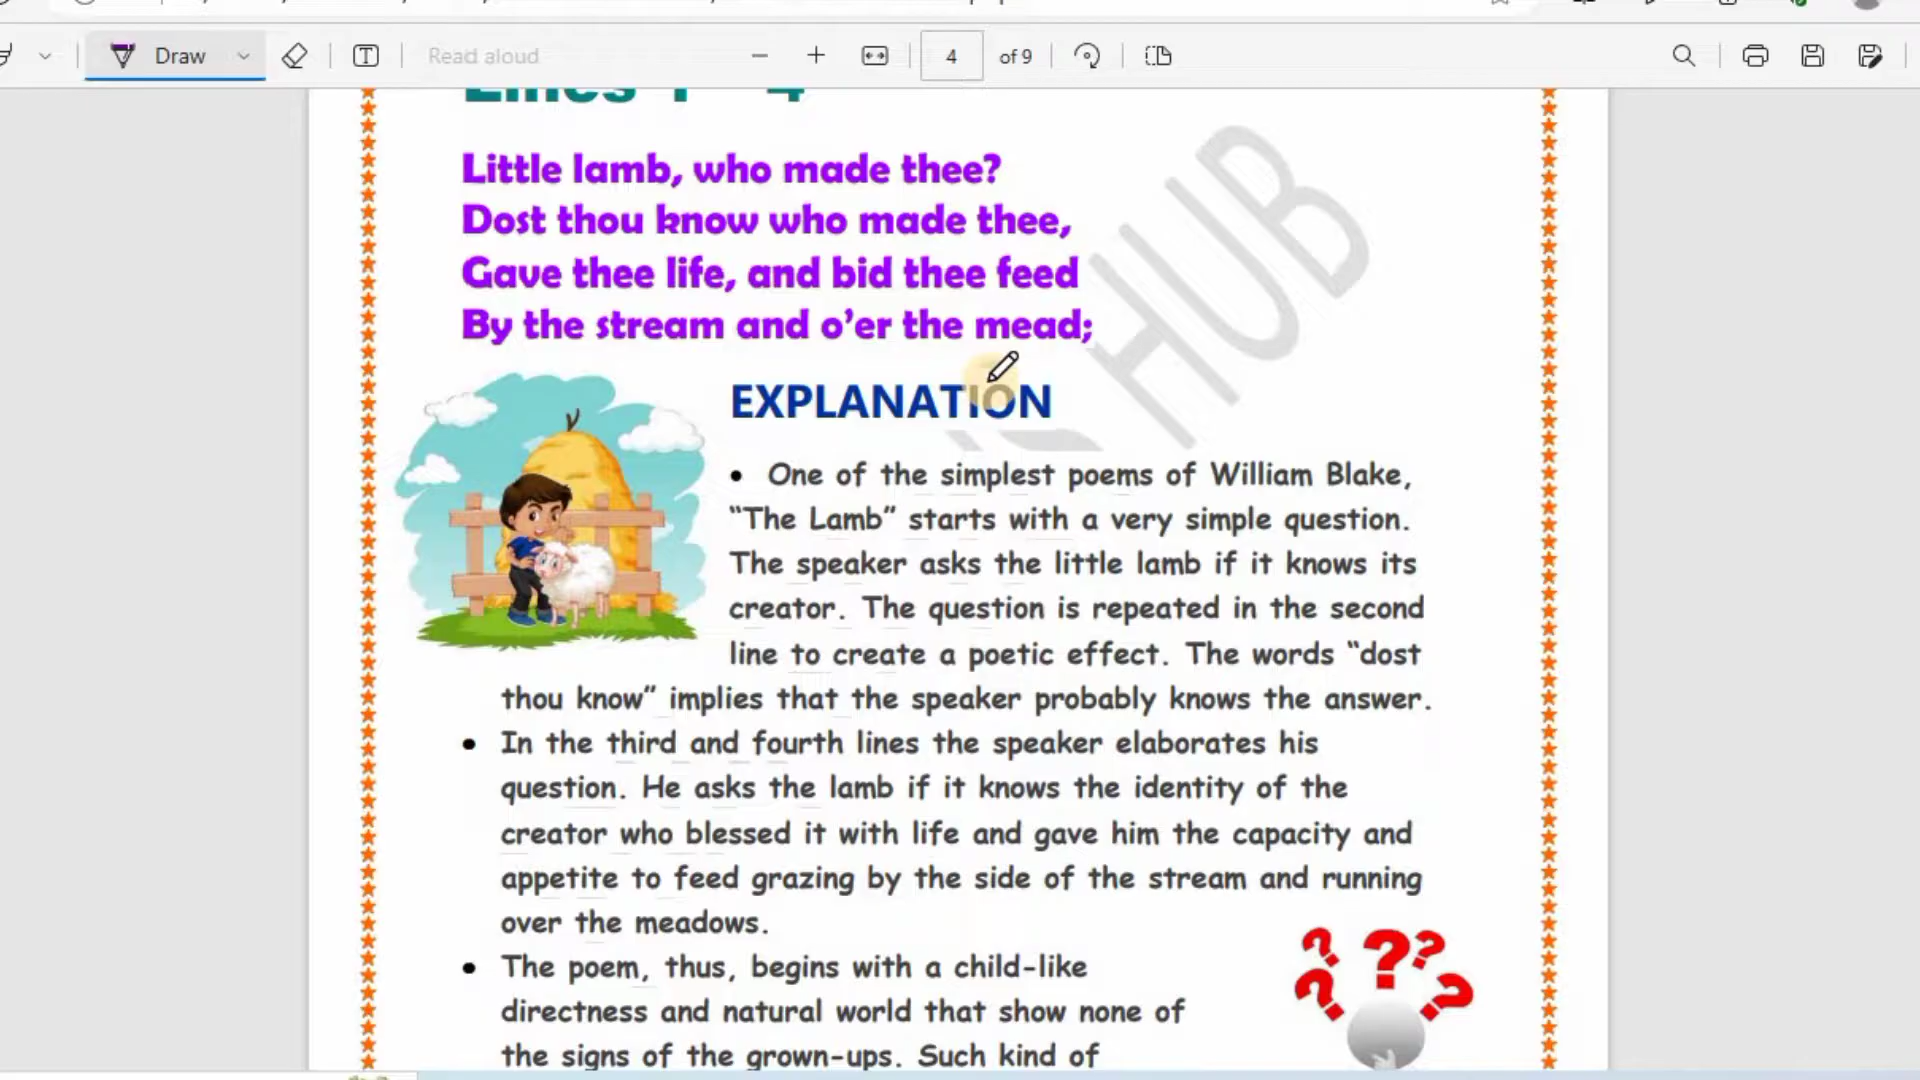 Draw
Read aloud
4
of 9
Lines 1 - 4
Little lamb, who made thee?
Dost thou know who made thee,
Gave thee life, and bid thee feed
By the stream and o’er the mead;
HUB
EXPLANATION
• One of the simplest poems of William Blake,
“The Lamb” starts with a very simple question.
The speaker asks the little lamb if it knows its
creator. The question is repeated in the second
line to create a poetic effect. The words “dost
thou know” implies that the speaker probably knows the answer.
• In the third and fourth lines the speaker elaborates his
question. He asks the lamb if it knows the identity of the
creator who blessed it with life and gave him the capacity and
appetite to feed grazing by the side of the stream and running
over the meadows.
• The poem, thus, begins with a child-like
directness and natural world that show none of
the signs of the grown-ups. Such kind of
? ? ? ? ?